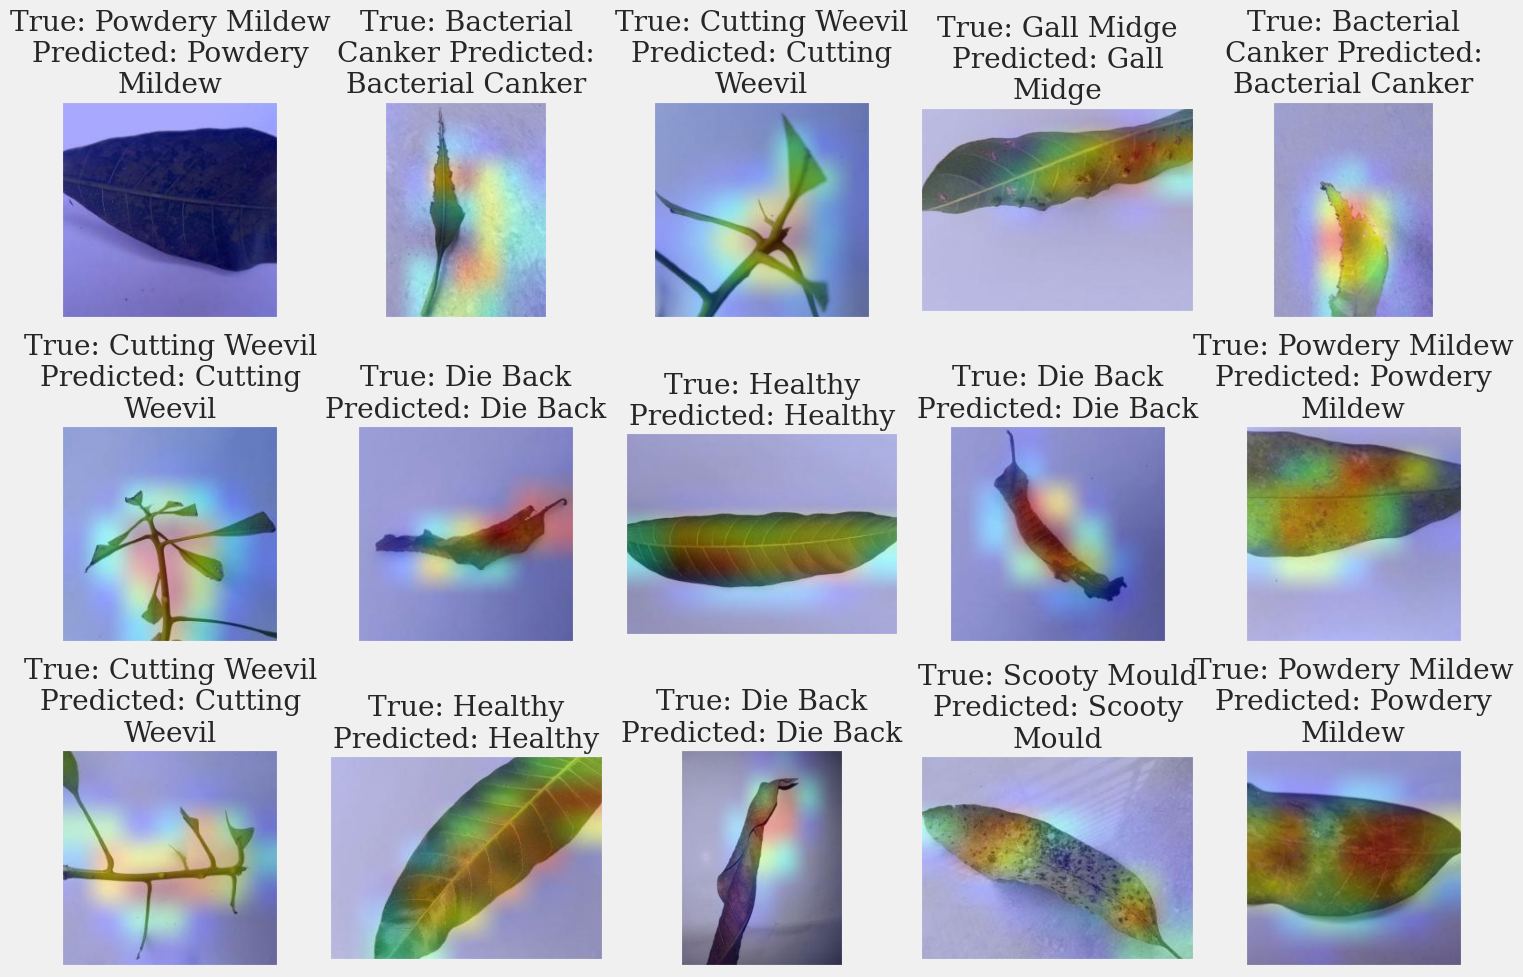 True: Powdery Mildew
Predicted: Powdery
Mildew
True: Bacterial
Canker Predicted:
Bacterial Canker
True: Cutting Weevil
Predicted: Cutting
Weevil
True: Gall Midge
Predicted: Gall
Midge
True: Bacterial
Canker Predicted:
Bacterial Canker
True: Cutting Weevil
Predicted: Cutting
Weevil
True: Die Back
Predicted: Die Back
True: Healthy
Predicted: Healthy
True: Die Back
Predicted: Die Back
True: Powdery Mildew
Predicted: Powdery
Mildew
True: Cutting Weevil
Predicted: Cutting
Weevil
True: Healthy
Predicted: Healthy
True: Die Back
Predicted: Die Back
True: Scooty Mould
Predicted: Scooty
Mould
True: Powdery Mildew
Predicted: Powdery
Mildew